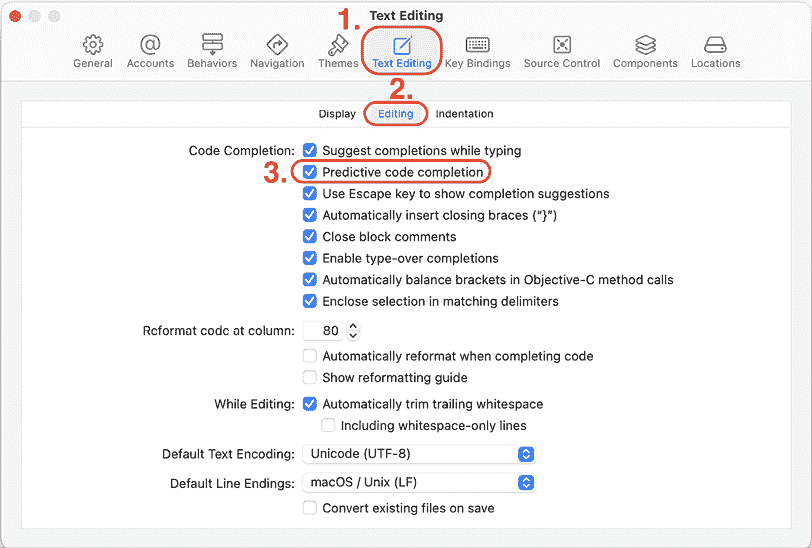 Text Editing
1.
General
Accounts
Behaviors
Navigation
Themes
Text Editing
Key Bindings
Source Control
Components
Locations
2.
Display
Editing
Indentation
Code Completion:
Suggest completions while typing
3.
Predictive code completion
Use Escape key to show completion suggestions
Automatically insert closing braces (“}”)
Close block comments
Enable type-over completions
Automatically balance brackets in Objective-C method calls
Enclose selection in matching delimiters
Reformat code at column: 80
Automatically reformat when completing code
Show reformatting guide
While Editing: Automatically trim trailing whitespace
Including whitespace-only lines
Default Text Encoding: Unicode (UTF-8)
Default Line Endings: macOS / Unix (LF)
Convert existing files on save